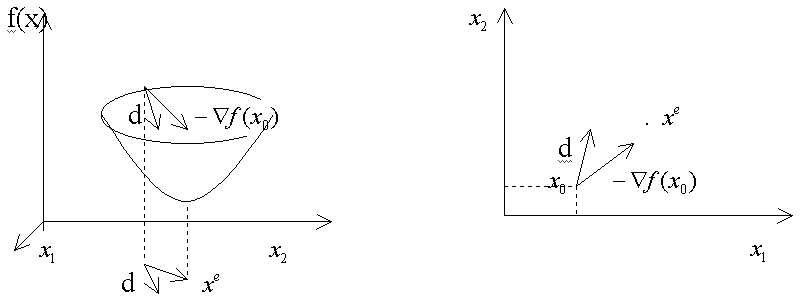 f(x)
d
−∇f(x₀)
x₁
x₂
d
xᵉ
x₂
xᵉ
d
x₀
−∇f(x₀)
x₁